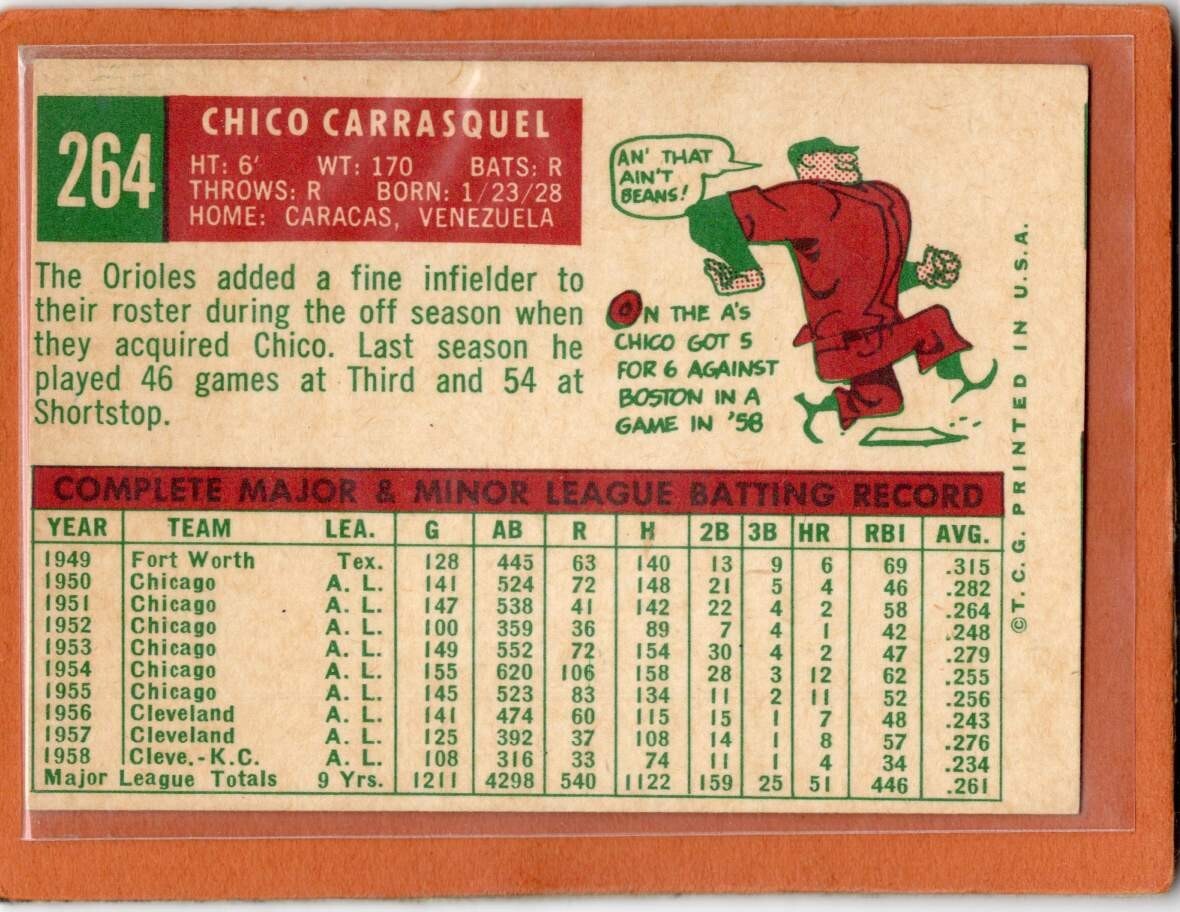 264
CHICO CARRASQUEL
HT: 6' WT: 170 BATS: R
THROWS: R BORN: 1/23/28
HOME: CARACAS, VENEZUELA
The Orioles added a fine infielder to
their roster during the off season when
they acquired Chico. Last season he
played 46 games at Third and 54 at
Shortstop.
AN' THAT
AIN'T
BEANS!
ON THE A'S
CHICO GOT 5
FOR 6 AGAINST
BOSTON IN A
GAME IN '58
COMPLETE MAJOR & MINOR LEAGUE BATTING RECORD
YEAR TEAM LEA. G AB R H 2B 3B HR RBI AVG.
1949 Fort Worth Tex. 128 445 63 140 13 9 6 69 .315
1950 Chicago A. L. 141 524 72 148 21 5 4 46 .282
1951 Chicago A. L. 147 538 41 142 22 4 2 58 .264
1952 Chicago A. L. 100 359 36 89 7 4 1 42 .248
1953 Chicago A. L. 149 552 72 154 30 4 2 47 .279
1954 Chicago A. L. 155 620 106 158 28 3 12 62 .255
1955 Chicago A. L. 145 523 83 134 11 2 11 52 .256
1956 Cleveland A. L. 141 474 60 115 15 1 7 48 .243
1957 Cleveland A. L. 125 392 37 108 14 1 8 57 .276
1958 Cleve.-K.C. A. L. 108 316 33 74 11 1 4 34 .234
Major League Totals 9 Yrs. 1211 4298 540 1122 159 25 51 446 .261
©T. C. G. PRINTED IN U.S.A.